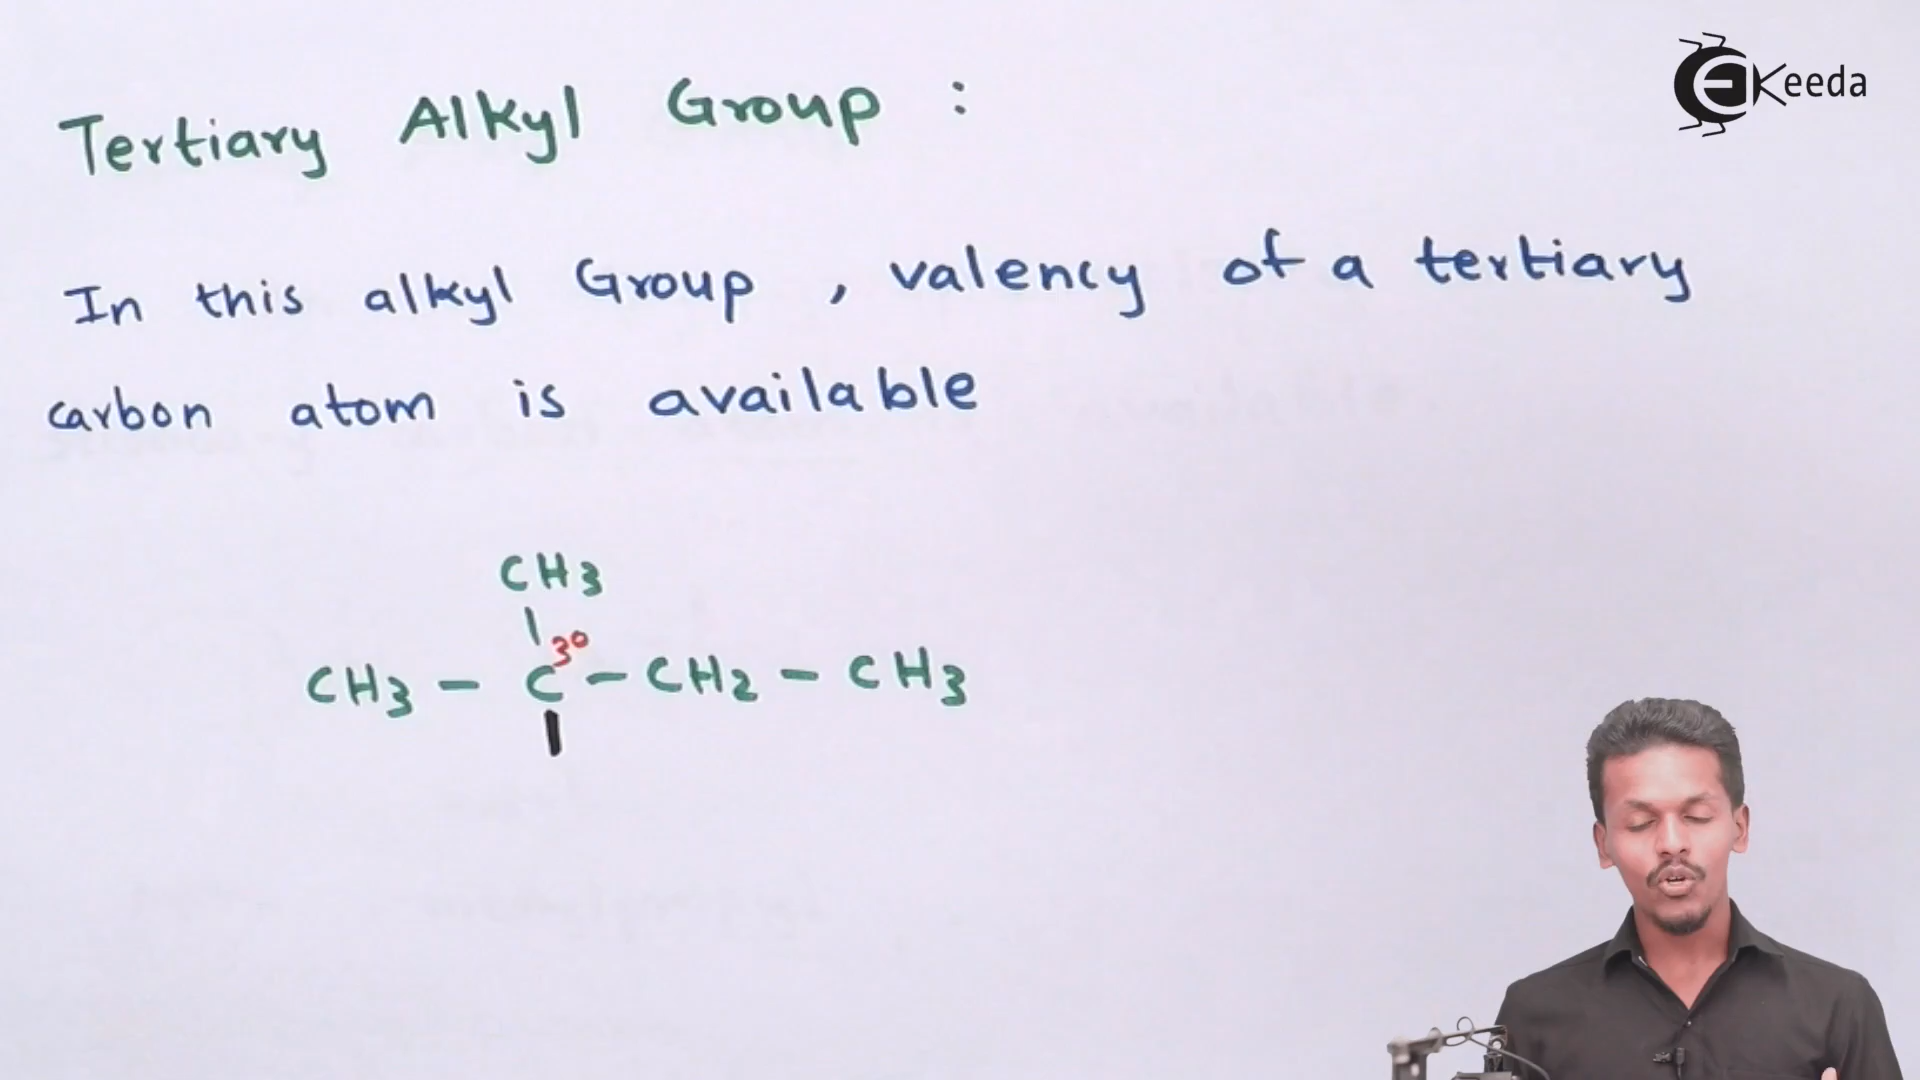 EKeeda
Tertiary Alkyl Group :
In this alkyl Group , valency of a tertiary
carbon atom is available
CH3
3°
CH3 - C - CH2 - CH3